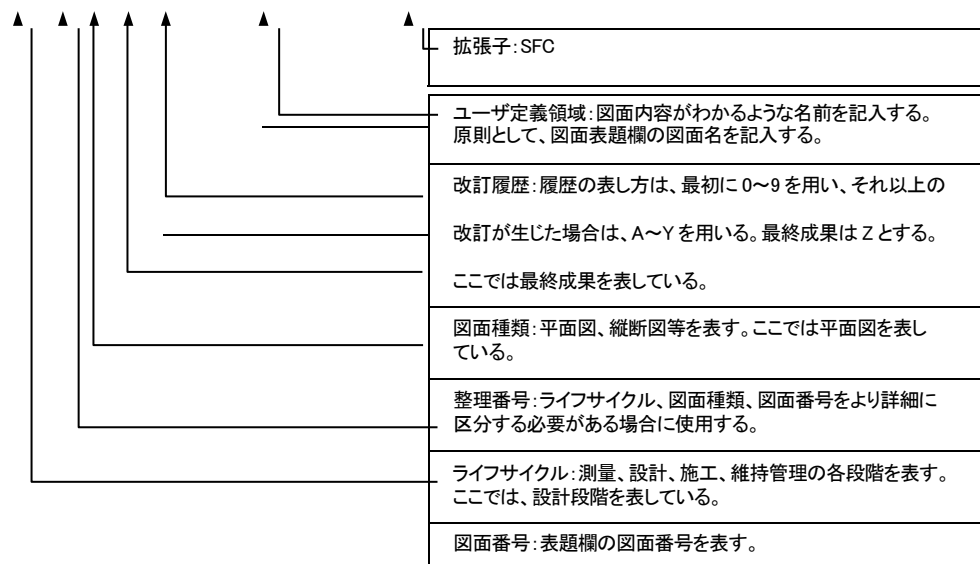 拡張子：SFC
ユーザ定義領域：図面内容がわかるような名前を記入する。
原則として、図面表題欄の図面名を記入する。
改訂履歴：履歴の表し方は、最初に 0～9 を用い、それ以上の
改訂が生じた場合は、A～Y を用いる。最終成果は Z とする。
ここでは最終成果を表している。
図面種類：平面図、縦断図等を表す。ここでは平面図を表し
ている。
整理番号：ライフサイクル、図面種類、図面番号をより詳細に
区分する必要がある場合に使用する。
ライフサイクル：測量、設計、施工、維持管理の各段階を表す。
ここでは、設計段階を表している。
図面番号：表題欄の図面番号を表す。